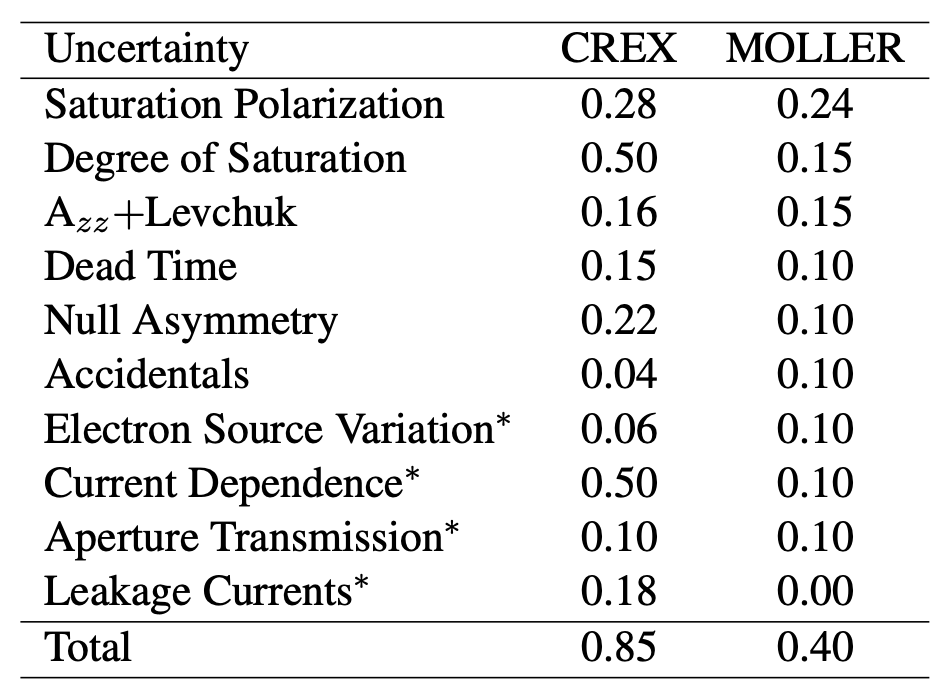 Uncertainty CREX MOLLER
Saturation Polarization 0.28 0.24
Degree of Saturation 0.50 0.15
Azz+Levchuk 0.16 0.15
Dead Time 0.15 0.10
Null Asymmetry 0.22 0.10
Accidentals 0.04 0.10
Electron Source Variation* 0.06 0.10
Current Dependence* 0.50 0.10
Aperture Transmission* 0.10 0.10
Leakage Currents* 0.18 0.00
Total 0.85 0.40